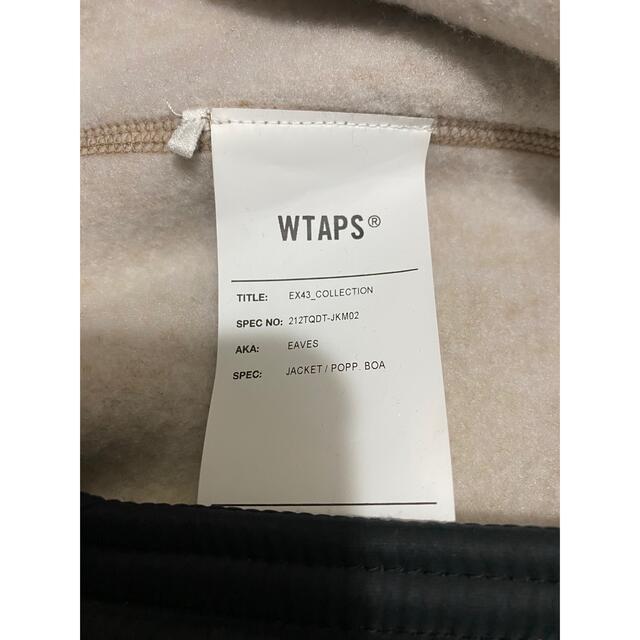 WTAPS®
TITLE: EX43_COLLECTION
SPEC NO: 212TQDT-JKM02
AKA: EAVES
SPEC: JACKET / POPP. BOA